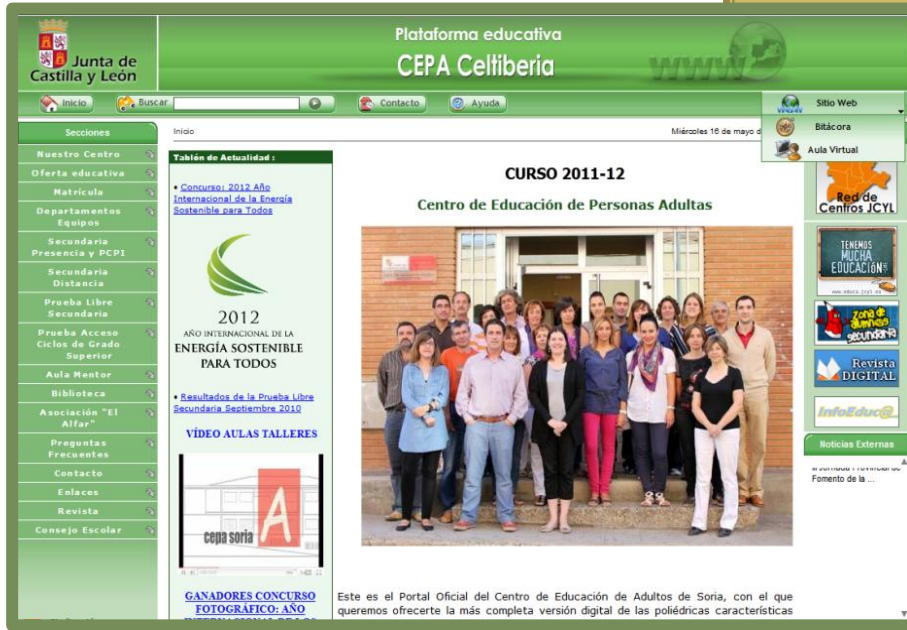 Junta de
Castilla y León
Plataforma educativa
CEPA Celtiberia
www
Inicio
Buscar
Contacto
Ayuda
Sitio Web
Bitácora
Aula Virtual
Secciones
Nuestro Centro
Oferta educativa
Matrícula
Departamentos
Equipos
Secundaria
Presencia y PCPI
Secundaria
Distancia
Prueba Libre
Secundaria
Prueba Acceso
Ciclos de Grado
Superior
Aula Mentor
Biblioteca
Asociación "El
Alfar"
Preguntas
Frecuentes
Contacto
Enlaces
Revista
Consejo Escolar
Inicio
Miércoles 16 de mayo
Tablón de Actualidad :
• Concurso: 2012 Año
Internacional de la Energía
Sostenible para Todos
2012
AÑO INTERNACIONAL DE LA
ENERGÍA SOSTENIBLE
PARA TODOS
• Resultados de la Prueba Libre
Secundaria Septiembre 2010
VÍDEO AULAS TALLERES
cepa soria A
GANADORES CONCURSO
FOTOGRÁFICO: AÑO
CURSO 2011-12
Centro de Educación de Personas Adultas
Este es el Portal Oficial del Centro de Educación de Adultos de Soria, con el que
queremos ofrecerte la más completa versión digital de las poliédricas características
Red de
Centros JCYL
TENEMOS
MUCHA
EDUCACIÓN
www.educa.jcyl.es
Zona de
alumnos
secundaria
Revista
DIGITAL
InfoEduc@
Noticias Externas
Fomento de la ...